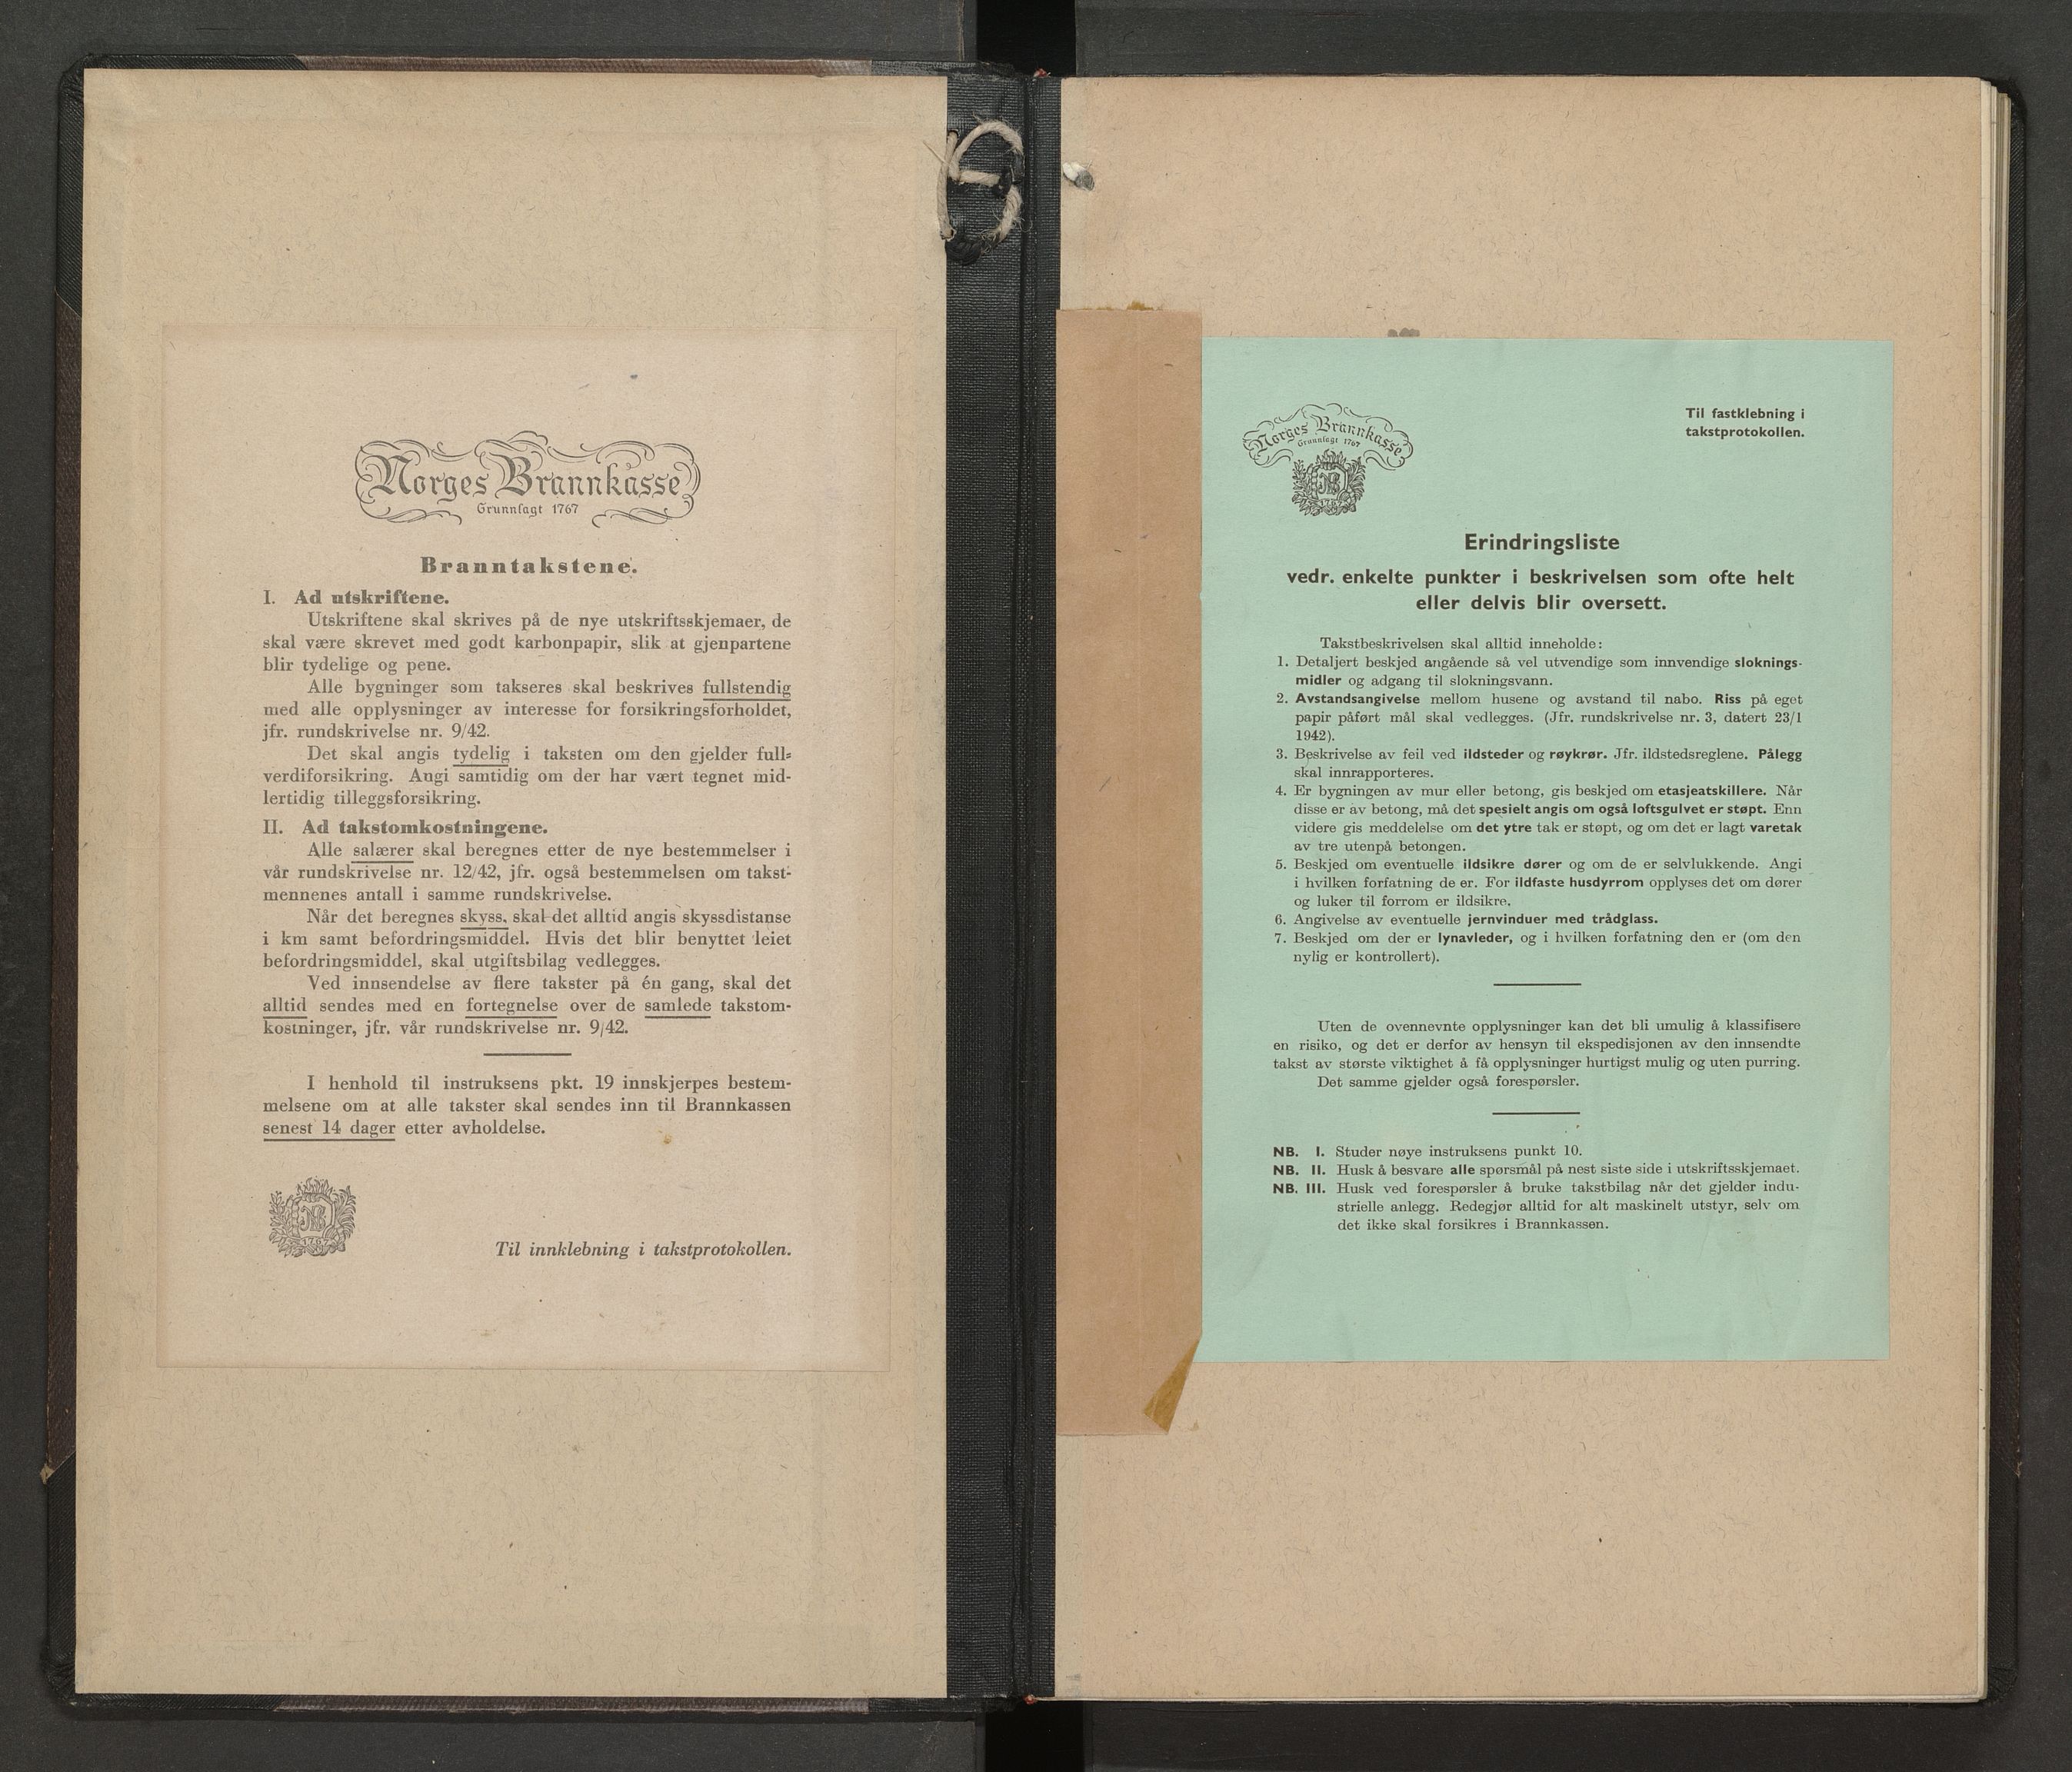 Norges Brannkasse
Grunnlagt 1767
Branntakstene.
I. Ad utskriftene.
Utskriftene skal skrives på de nye utskriftsskjemaer, de
skal være skrevet med godt karbonpapir, slik at gjenpartene
blir tydelige og pene.
Alle bygninger som takseres skal beskrives fullstendig
med alle opplysninger av interesse for forsikringsforholdet,
jfr. rundskrivelse nr. 9/42.
Det skal angis tydelig i taksten om den gjelder full-
verdiforsikring. Angi samtidig om der har vært tegnet mid-
lertidig tilleggsforsikring.
II. Ad takstomkostningene.
Alle salærer skal beregnes etter de nye bestemmelser i
vår rundskrivelse nr. 12/42, jfr. også bestemmelsen om takst-
mennenes antall i samme rundskrivelse.
Når det beregnes skyss, skal det alltid angis skyssdistanse
i km samt befordringsmiddel. Hvis det blir benyttet leiet
befordringsmiddel, skal utgiftsbilag vedlegges.
Ved innsendelse av flere takster på én gang, skal det
alltid sendes med en fortegnelse over de samlede takstom-
kostninger, jfr. vår rundskrivelse nr. 9/42.
I henhold til instruksens pkt. 19 innskjerpes bestem-
melsene om at alle takster skal sendes inn til Brannkassen
senest 14 dager etter avholdelse.
NB
1767
Til innklebning i takstprotokollen.
Norges Brannkasse
Grunnlagt 1767
NB
1767
Til fastklebning i
takstprotokollen.
Erindringsliste
vedr. enkelte punkter i beskrivelsen som ofte helt
eller delvis blir oversett.
Takstbeskrivelsen skal alltid inneholde:
1. Detaljert beskjed angående så vel utvendige som innvendige sloknings-
midler og adgang til slokningsvann.
2. Avstandsangivelse mellom husene og avstand til nabo. Riss på eget
papir påført mål skal vedlegges. (Jfr. rundskrivelse nr. 3, datert 23/1
1942).
3. Beskrivelse av feil ved ildsteder og røykrør. Jfr. ildstedsreglene. Pålegg
skal innrapporteres.
4. Er bygningen av mur eller betong, gis beskjed om etasjeatskillere. Når
disse er av betong, må det spesielt angis om også loftsgulvet er støpt. Enn
videre gis meddelelse om det ytre tak er støpt, og om det er lagt varetak
av tre utenpå betongen.
5. Beskjed om eventuelle ildsikre dører og om de er selvlukkende. Angi
i hvilken forfatning de er. For ildfaste husdyrrom opplyses det om dører
og luker til forrom er ildsikre.
6. Angivelse av eventuelle jernvinduer med trådglass.
7. Beskjed om der er lynavleder, og i hvilken forfatning den er (om den
nylig er kontrollert).
Uten de ovennevnte opplysninger kan det bli umulig å klassifisere
en risiko, og det er derfor av hensyn til ekspedisjonen av den innsendte
takst av største viktighet å få opplysninger hurtigst mulig og uten purring.
Det samme gjelder også forespørsler.
NB. I. Studer nøye instruksens punkt 10.
NB. II. Husk å besvare alle spørsmål på nest siste side i utskriftsskjemaet.
NB. III. Husk ved forespørsler å bruke takstbilag når det gjelder indu-
strielle anlegg. Redegjør alltid for alt maskinelt utstyr, selv om
det ikke skal forsikres i Brannkassen.